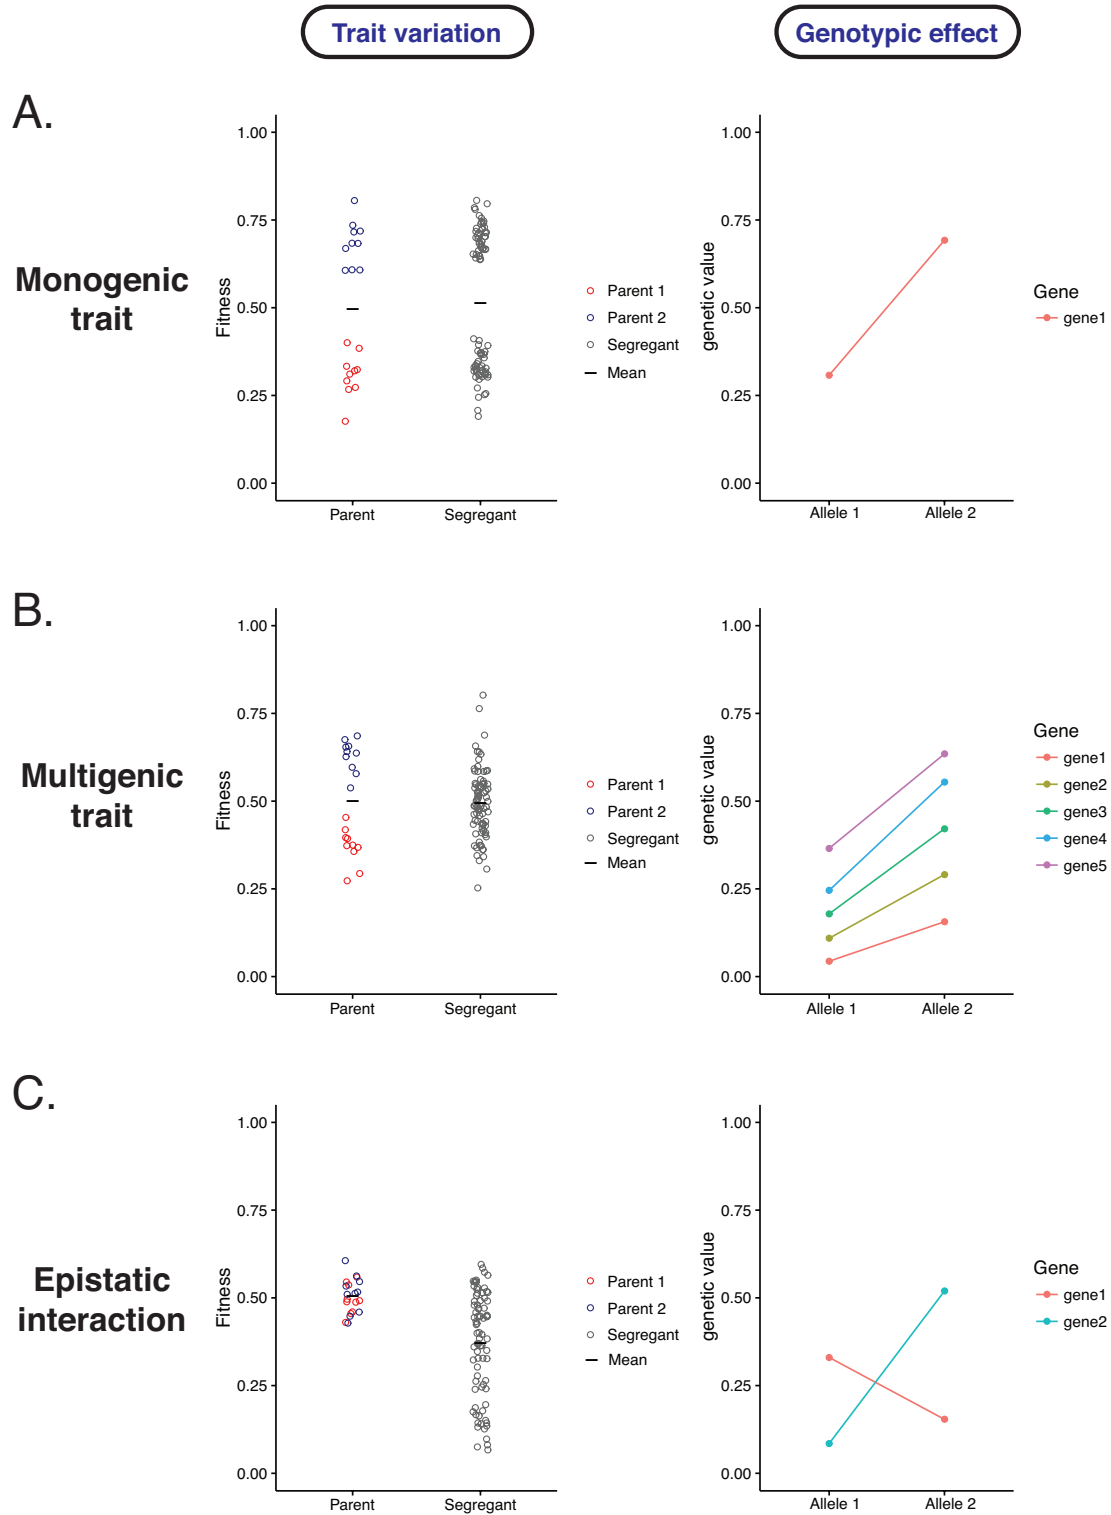 Trait variation
Genotypic effect
A.
Monogenic
trait
1.00
0.75
0.50
0.25
0.00
Fitness
Parent
Segregant
Parent 1
Parent 2
Segregant
Mean
1.00
0.75
0.50
0.25
0.00
genetic value
Allele 1
Allele 2
Gene
gene1
B.
Multigenic
trait
1.00
0.75
0.50
0.25
0.00
Fitness
Parent
Segregant
Parent 1
Parent 2
Segregant
Mean
1.00
0.75
0.50
0.25
0.00
genetic value
Allele 1
Allele 2
Gene
gene1
gene2
gene3
gene4
gene5
C.
Epistatic
interaction
1.00
0.75
0.50
0.25
0.00
Fitness
Parent
Segregant
Parent 1
Parent 2
Segregant
Mean
1.00
0.75
0.50
0.25
0.00
genetic value
Allele 1
Allele 2
Gene
gene1
gene2